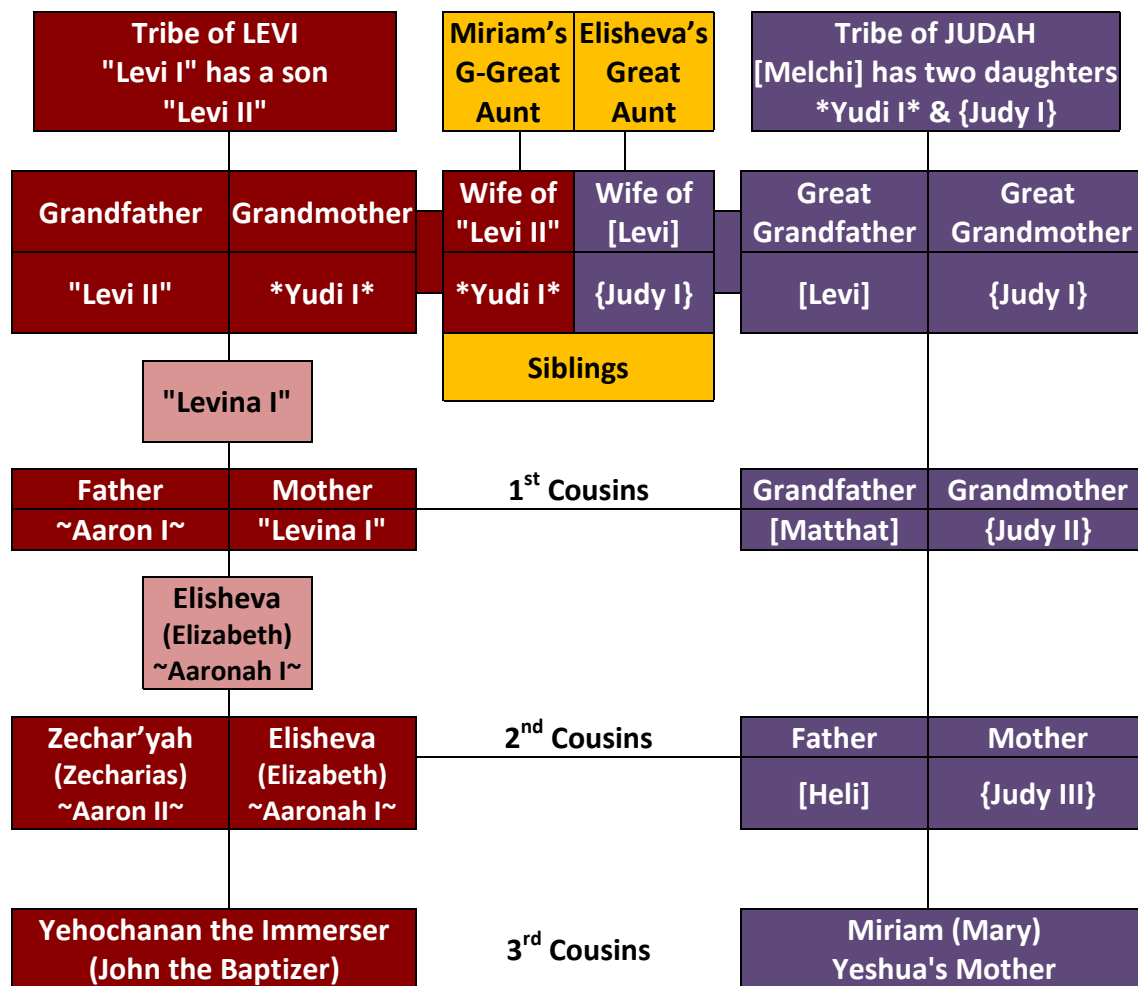 Tribe of LEVI
"Levi I" has a son
"Levi II"
Miriam's
G-Great
Aunt
Elisheva's
Great
Aunt
Tribe of JUDAH
[Melchi] has two daughters
*Yudi I* & {Judy I}
Grandfather
Grandmother
Wife of
"Levi II"
Wife of
[Levi]
Great
Grandfather
Great
Grandmother
"Levi II"
*Yudi I*
*Yudi I*
{Judy I}
[Levi]
{Judy I}
Siblings
"Levina I"
Father
Mother
1st Cousins
Grandfather
Grandmother
~Aaron I~
"Levina I"
[Matthat]
{Judy II}
Elisheva
(Elizabeth)
~Aaronah I~
Zechar’yah
(Zecharias)
~Aaron II~
Elisheva
(Elizabeth)
~Aaronah I~
2nd Cousins
Father
Mother
[Heli]
{Judy III}
Yehochanan the Immerser
(John the Baptizer)
3rd Cousins
Miriam (Mary)
Yeshua's Mother